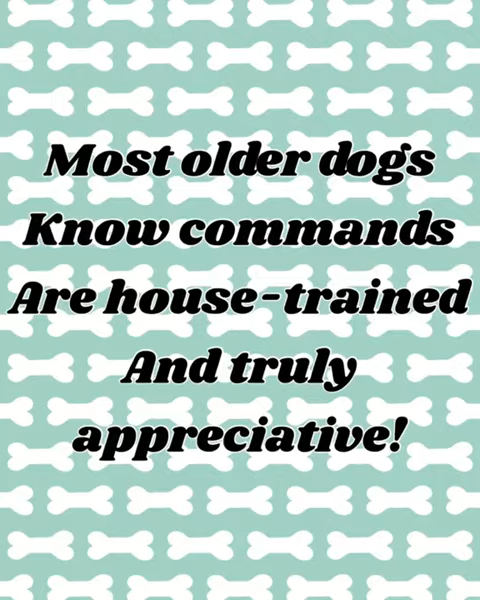 Most older dogs
Know commands
Are house-trained
And truly
appreciative!